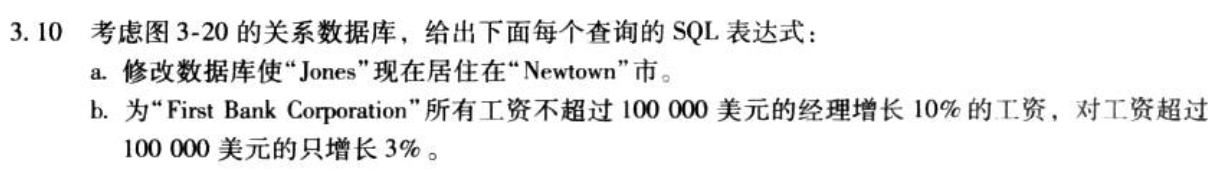 3.10 考虑图 3-20 的关系数据库，给出下面每个查询的 SQL 表达式：
a. 修改数据库使“Jones”现在居住在“Newtown”市。
b. 为“First Bank Corporation”所有工资不超过 100 000 美元的经理增长 10% 的工资，对工资超过
100 000 美元的只增长 3%。